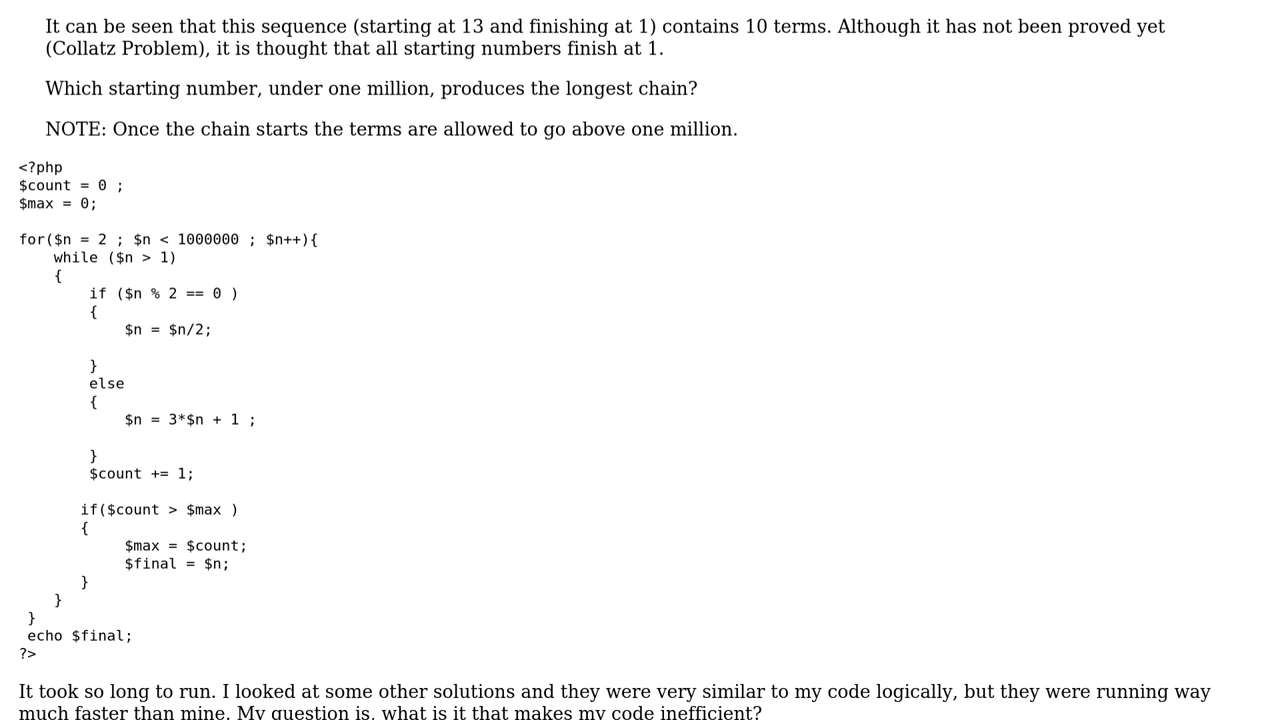 It can be seen that this sequence (starting at 13 and finishing at 1) contains 10 terms. Although it has not been proved yet
(Collatz Problem), it is thought that all starting numbers finish at 1.
Which starting number, under one million, produces the longest chain?
NOTE: Once the chain starts the terms are allowed to go above one million.
<?php
$count = 0 ;
$max = 0;
for($n = 2 ; $n < 1000000 ; $n++){
    while ($n > 1)
    {
        if ($n % 2 == 0 )
        {
            $n = $n/2;
        }
        else
        {
            $n = 3*$n + 1 ;
        }
        $count += 1;
       if($count > $max )
       {
            $max = $count;
            $final = $n;
       }
    }
 }
 echo $final;
?>
It took so long to run. I looked at some other solutions and they were very similar to my code logically, but they were running way
much faster than mine. My question is, what is it that makes my code inefficient?